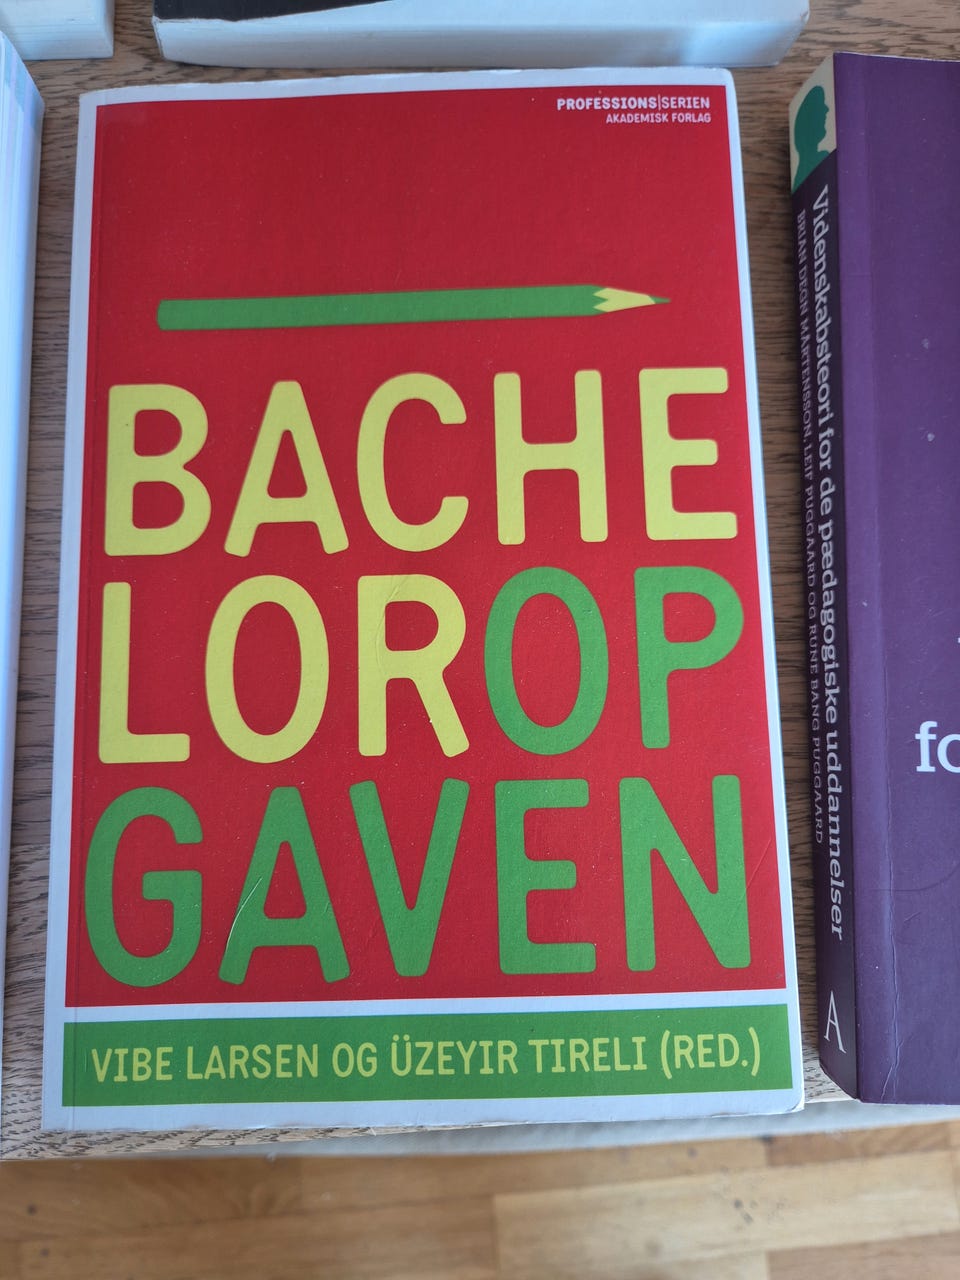 PROFESSIONS|SERIEN
AKADEMISK FORLAG
BACHE
LOROP
GAVEN
VIBE LARSEN OG ÜZEYIR TIRELI (RED.)
Videnskabsteori for de pædagogiske uddannelser
BRIAN DEGN MÅRTENSSON, LEIF PUGGAARD OG RUNE BANG PUGGAARD
A
fo